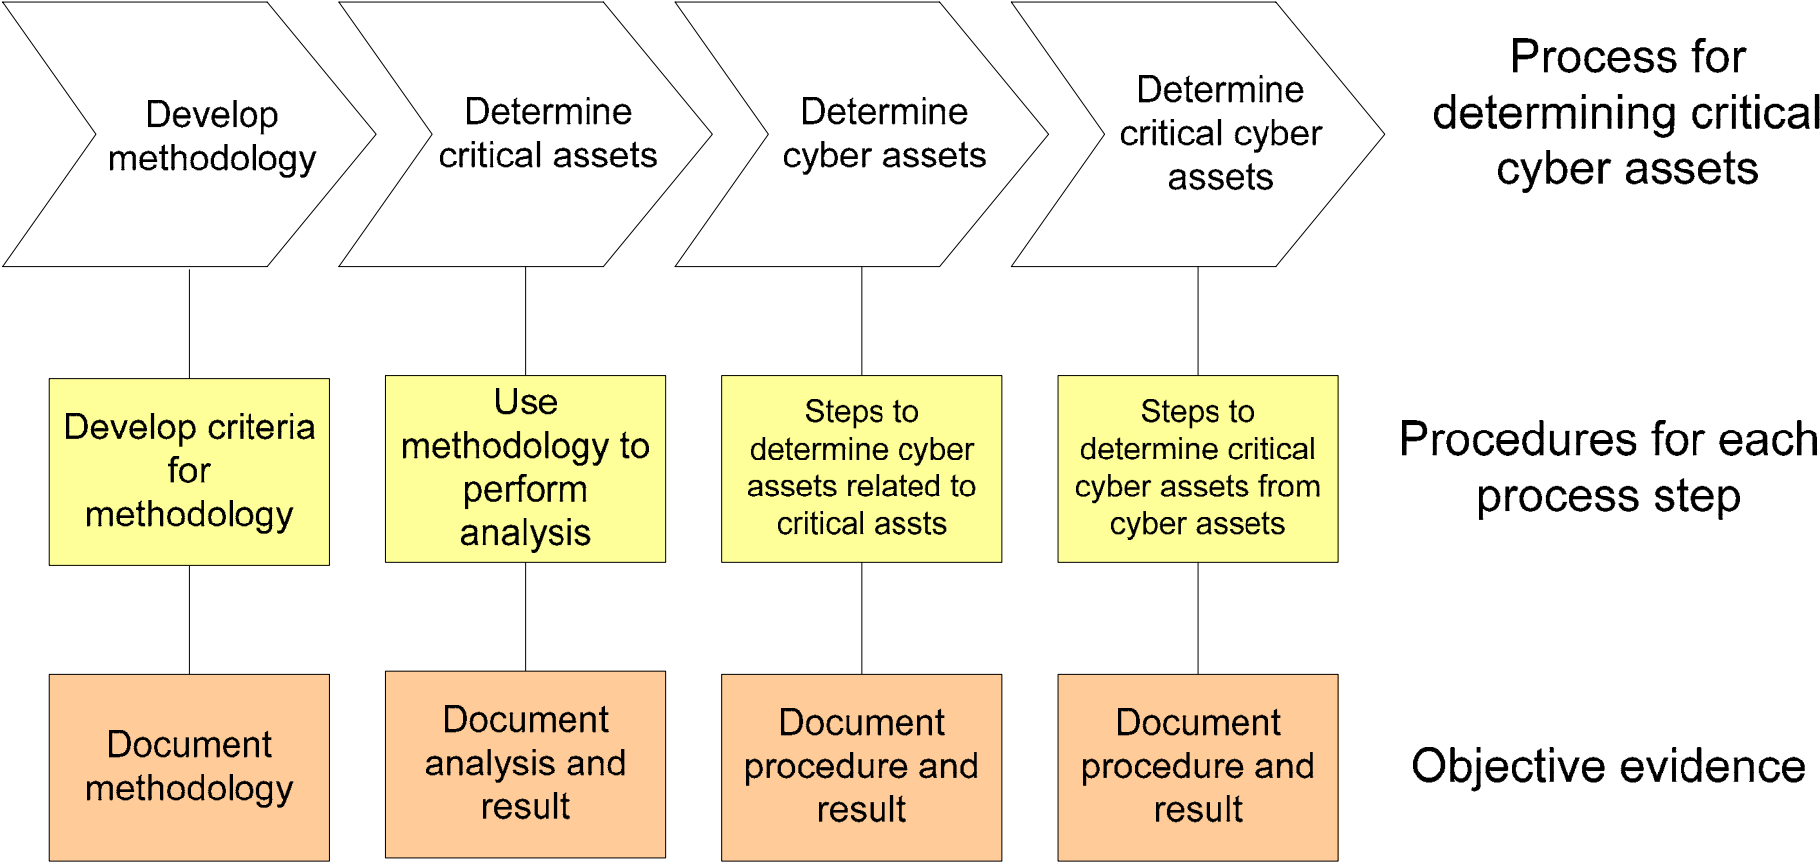 Develop
methodology
Determine
critical assets
Determine
cyber assets
Determine
critical cyber
assets
Process for
determining critical
cyber assets
Develop criteria
for
methodology
Use
methodology to
perform
analysis
Steps to
determine cyber
assets related to
critical assts
Steps to
determine critical
cyber assets from
cyber assets
Procedures for each
process step
Document
methodology
Document
analysis and
result
Document
procedure and
result
Document
procedure and
result
Objective evidence